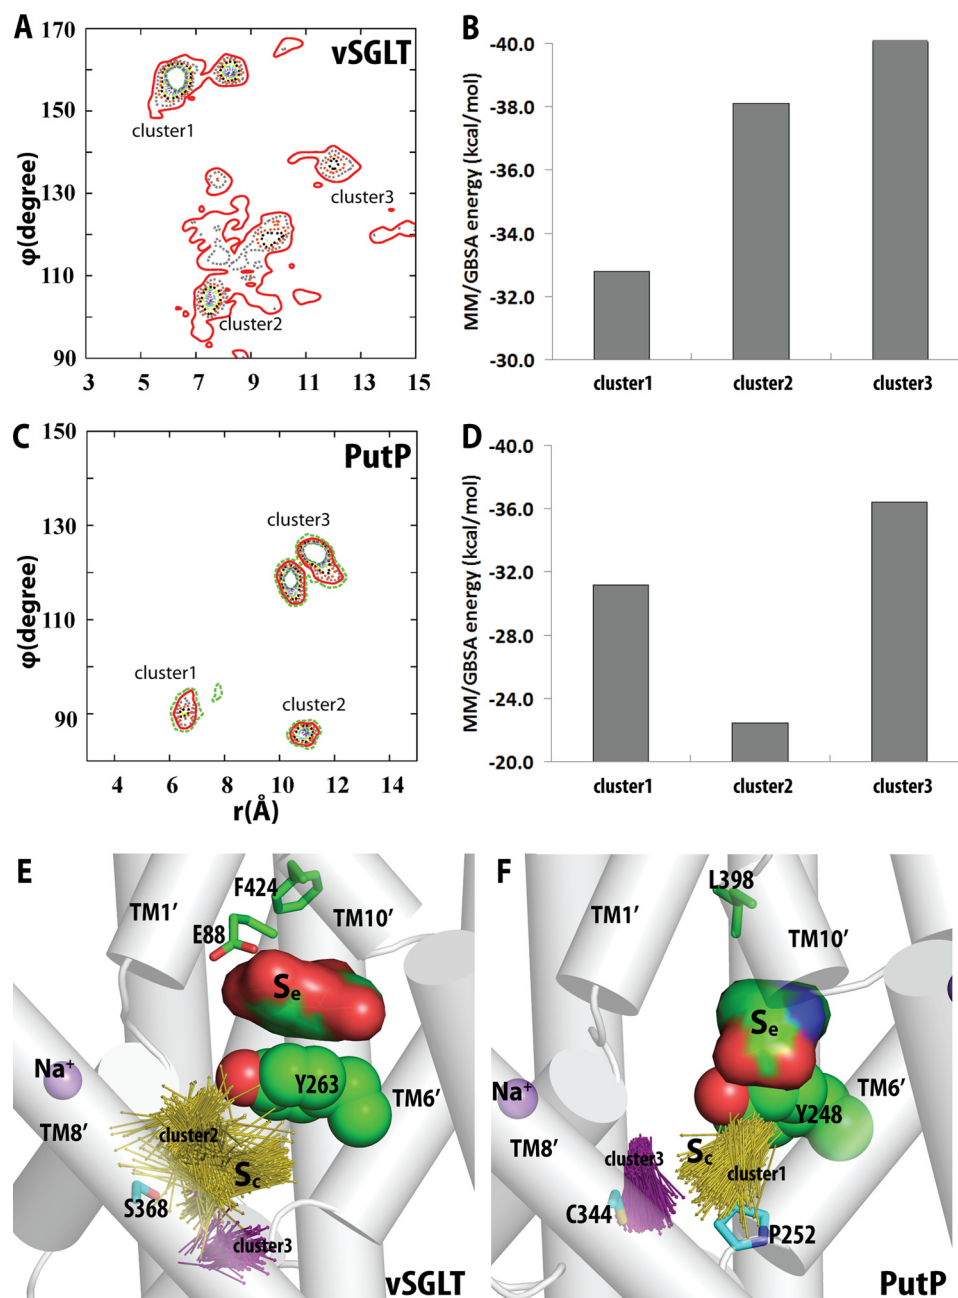 A
vSGLT
170
150
130
110
90
φ(degree)
cluster1
cluster3
cluster2
3 5 7 9 11 13 15
B
MM/GBSA energy (kcal/mol)
-40.0
-38.0
-36.0
-34.0
-32.0
-30.0
cluster1 cluster2 cluster3
C
PutP
150
130
110
90
φ(degree)
cluster3
cluster1
cluster2
4 6 8 10 12 14
r(Å)
D
MM/GBSA energy (kcal/mol)
-40.0
-36.0
-32.0
-28.0
-24.0
-20.0
cluster1 cluster2 cluster3
E
F424
TM1′
TM10′
E88
Se
Na⁺
Y263
TM6′
TM8′
cluster2
Sc
S368
cluster3
vSGLT
F
L398
TM1′
TM10′
Se
Na⁺
TM6′
Y248
TM8′
Sc
cluster3
cluster1
C344
P252
PutP